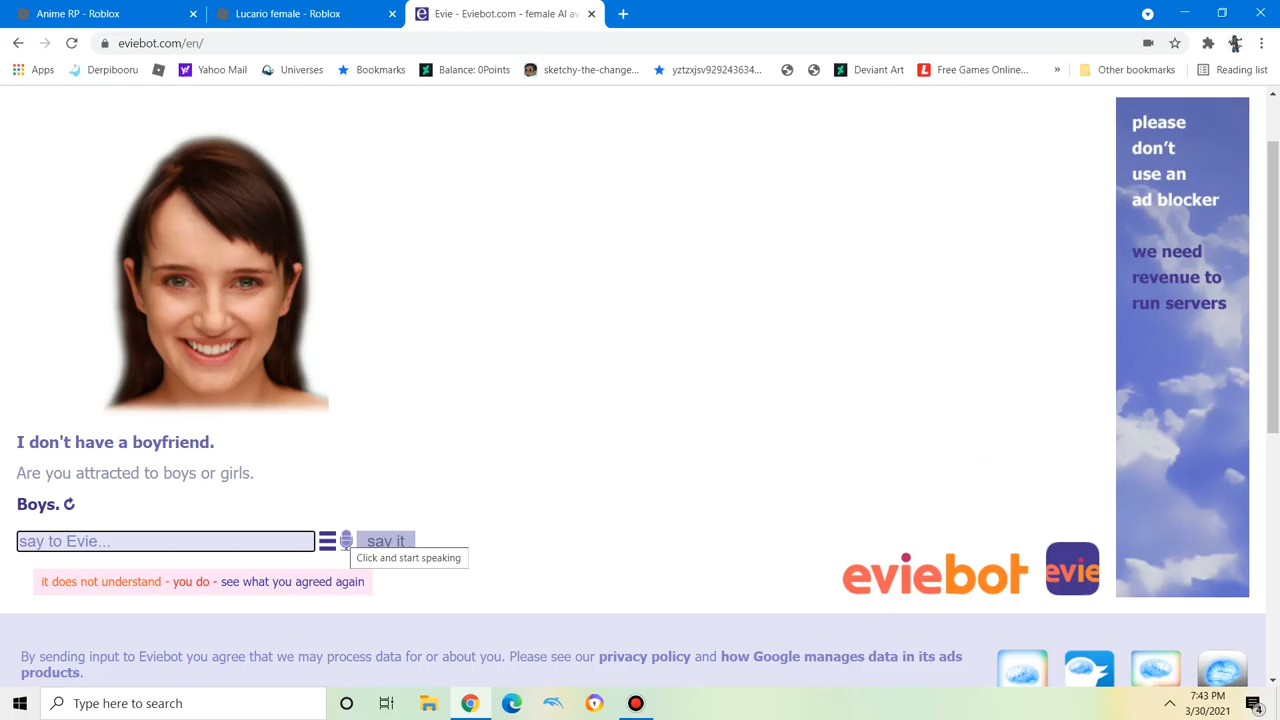 Anime RP - Roblox
Lucario female - Roblox
Evie - Eviebot.com - female AI av
eviebot.com/en/
Apps
Derpibooru
Yahoo Mail
Universes
Bookmarks
Balance: 0Points
sketchy-the-change...
yztzxjsv929243634...
Deviant Art
Free Games Online...
»
Other bookmarks
Reading list
please
don't
use an
ad blocker
we need
revenue to
run servers
I don't have a boyfriend.
Are you attracted to boys or girls.
Boys.
say to Evie...
say it
Click and start speaking
it does not understand - you do - see what you agreed again
eviebot
evie
By sending input to Eviebot you agree that we may process data for or about you. Please see our privacy policy and how Google manages data in its ads
products.
Type here to search
7:43 PM
3/30/2021
4